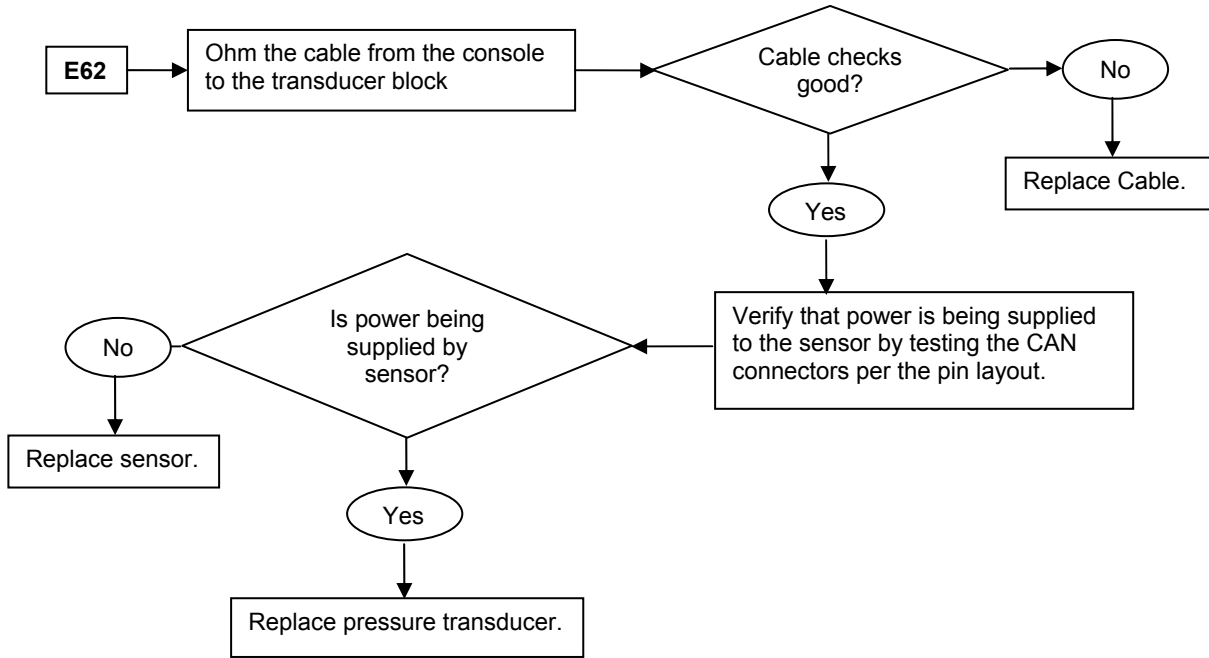 E62
Ohm the cable from the console
to the transducer block
Cable checks
good?
No
Replace Cable.
Yes
Verify that power is being supplied
to the sensor by testing the CAN
connectors per the pin layout.
Is power being
supplied by
sensor?
No
Replace sensor.
Yes
Replace pressure transducer.